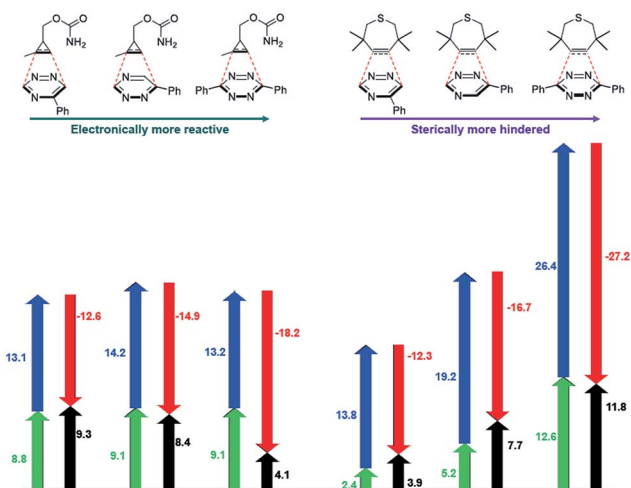 O O
NH₂
N=N
N
Ph
O O
NH₂
N
N-N
Ph
O O
NH₂
N=N
Ph N-N Ph
S
N=N
N
Ph
S
N=N
N
Ph
S
N=N
Ph N=N Ph
Electronically more reactive
Sterically more hindered
13.1
-12.6
8.8
9.3
14.2
-14.9
9.1
8.4
13.2
-18.2
9.1
4.1
13.8
-12.3
2.4
3.9
19.2
-16.7
5.2
7.7
26.4
-27.2
12.6
11.8